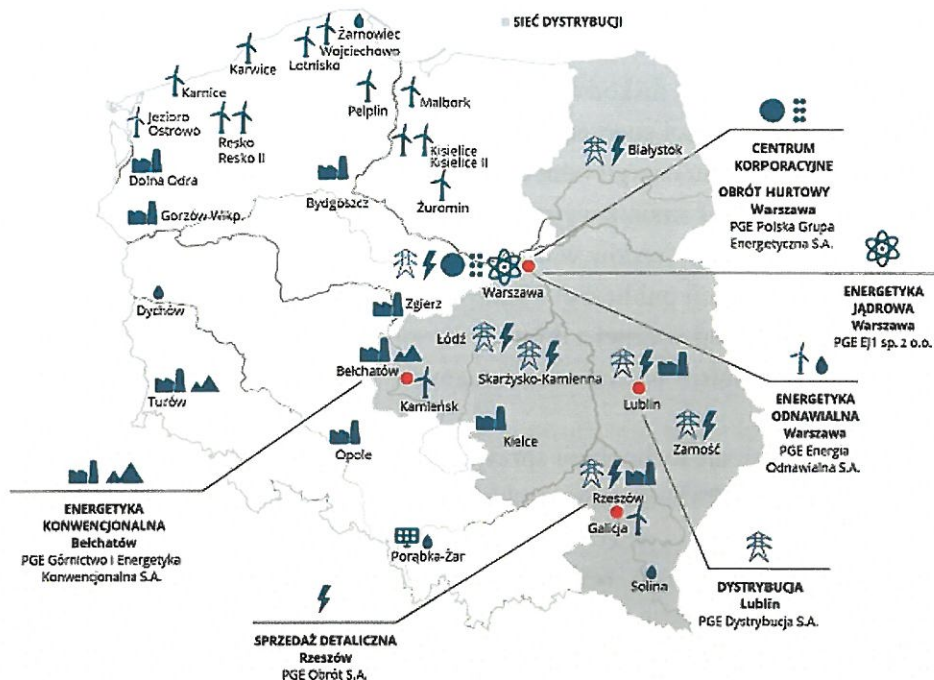 SIEĆ DYSTRYBUCJI
Żarnowiec
Wojciechowo
Lotnisko
Karwice
Karnice
Pelplin
Malbork
Jezioro
Ostrowo
Resko
Resko II
Kisielice
Kisielice II
Białystok
Dolna Odra
Bydgoszcz
Żuromin
Gorzów Wlkp.
CENTRUM
KORPORACYJNE
OBRÓT HURTOWY
Warszawa
PGE Polska Grupa
Energetyczna S.A.
Warszawa
ENERGETYKA
JĄDROWA
Warszawa
PGE EJ1 sp. z o.o.
Dychów
Zgierz
Łódź
Skarżysko-Kamienna
Bełchatów
Kamieńsk
Turów
Lublin
Zamość
Kielce
Opole
ENERGETYKA
ODNAWIALNA
Warszawa
PGE Energia
Odnawialna S.A.
ENERGETYKA
KONWENCJONALNA
Bełchatów
PGE Górnictwo i Energetyka
Konwencjonalna S.A.
Rzeszów
Galicja
Porąbka-Żar
Solina
DYSTRYBUCJA
Lublin
PGE Dystrybucja S.A.
SPRZEDAŻ DETALICZNA
Rzeszów
PGE Obrót S.A.